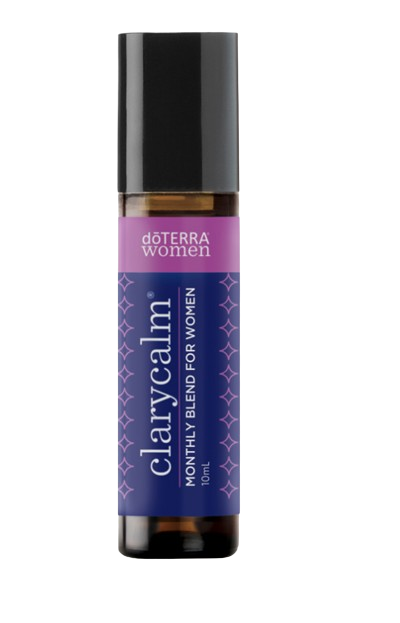 dōTERRA®
women
clarycalm®
MONTHLY BLEND FOR WOMEN
10mL